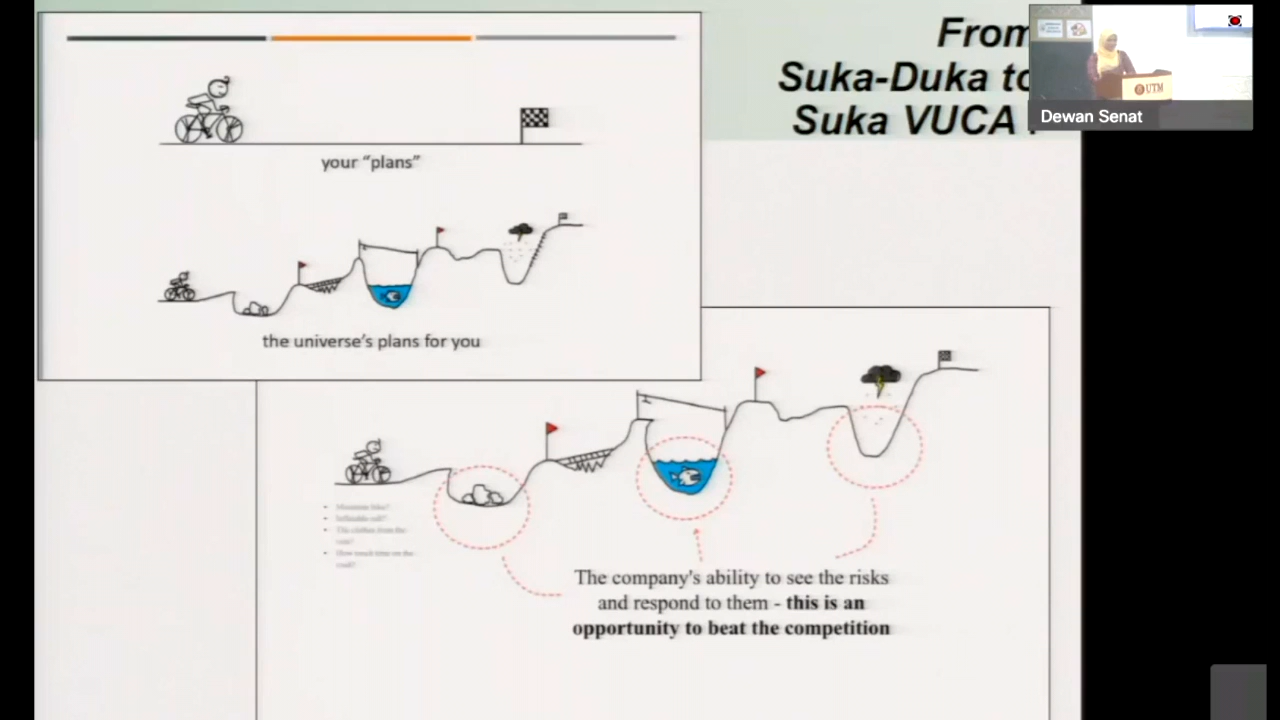 From
Suka-Duka to
Suka VUCA
UTM
Dewan Senat
your “plans”
the universe's plans for you
The company's ability to see the risks
and respond to them - this is an
opportunity to beat the competition